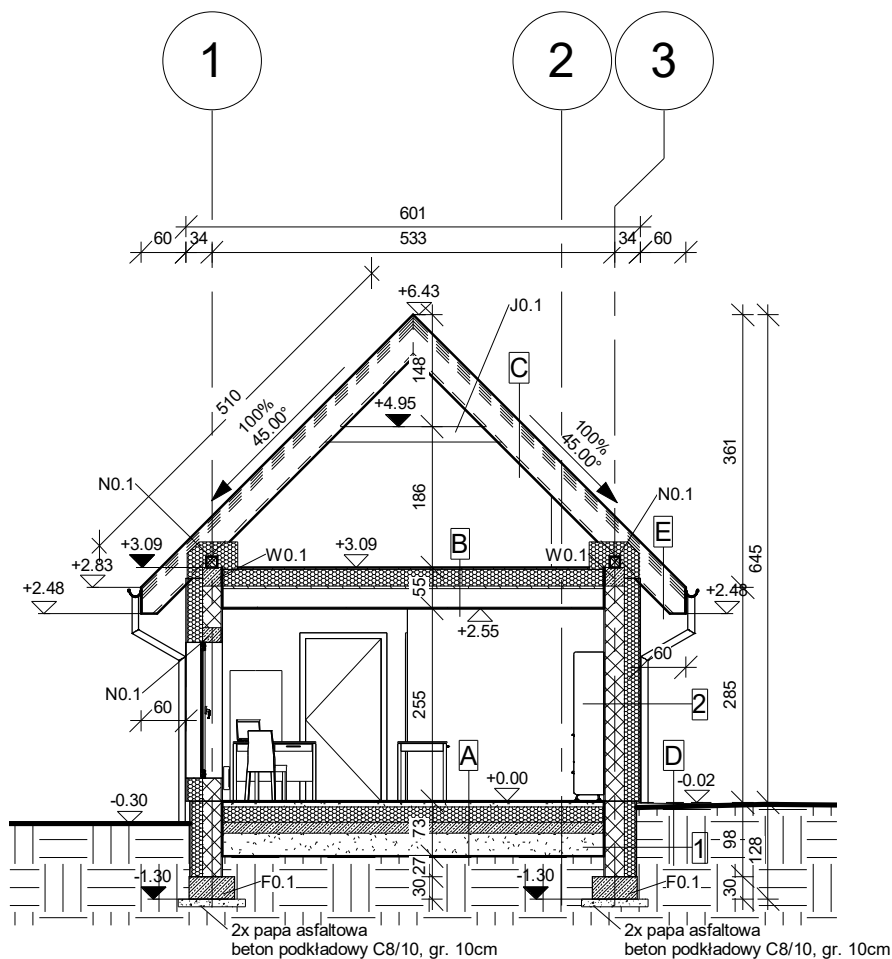 1
2
3
601
60
34
533
34
60
+6.43
J0.1
148
C
510
100%
45.00°
+4.95
100%
45.00°
361
N0.1
186
N0.1
+3.09
W0.1
+3.09
B
W0.1
E
645
+2.83
55
+2.48
+2.48
+2.55
60
N0.1
60
255
2
285
A
D
+0.00
-0.02
-0.30
73
1
98
128
27
-1.30
30
F0.1
-1.30
F0.1
30
2x papa asfaltowa
beton podkładowy C8/10, gr. 10cm
2x papa asfaltowa
beton podkładowy C8/10, gr. 10cm